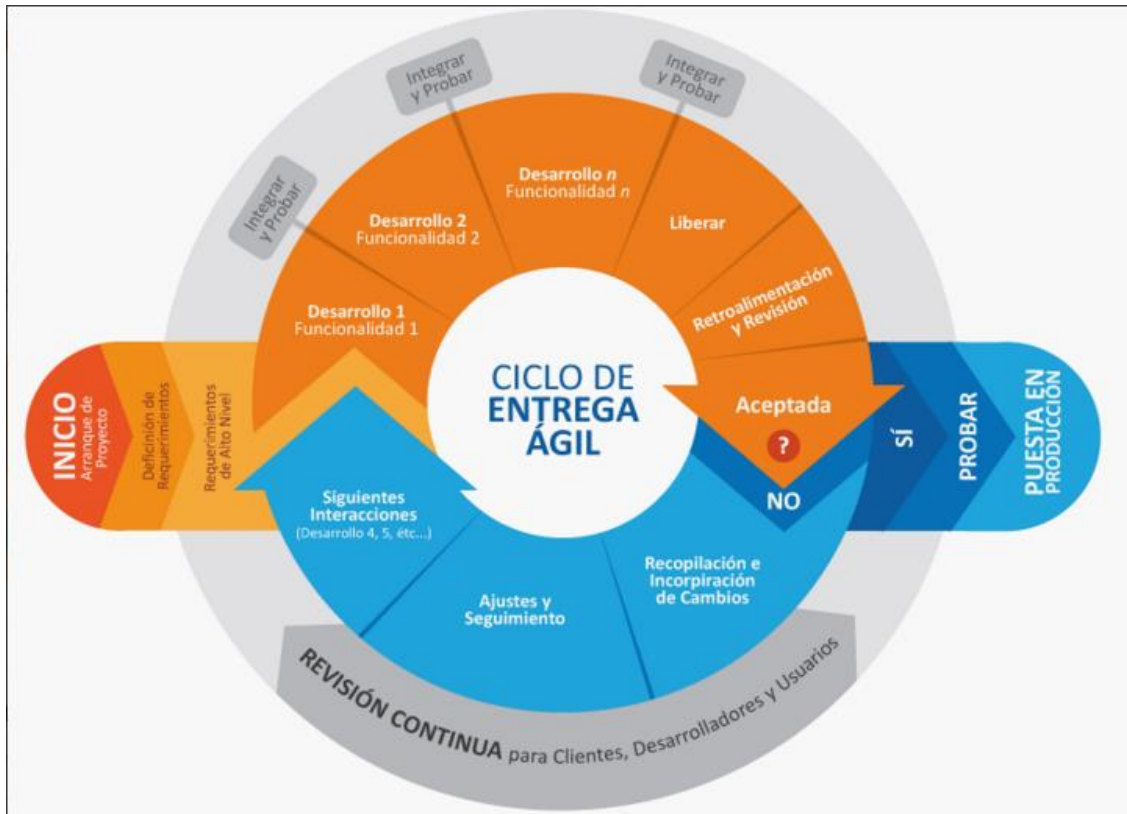 INICIO
Arranque de
Proyecto
Definición de
Requerimientos
Requerimientos
de Alto Nivel
Desarrollo 1
Funcionalidad 1
Integrar
y Probar
Desarrollo 2
Funcionalidad 2
Integrar
y Probar
Desarrollo n
Funcionalidad n
Integrar
y Probar
Liberar
Retroalimentación
y Revisión
Aceptada
?
SÍ
PROBAR
PUESTA EN
PRODUCCIÓN
NO
Recopilación e
Incorpiración
de Cambios
Ajustes y
Seguimiento
Siguientes
Interacciones
(Desarrollo 4, 5, étc...)
CICLO DE
ENTREGA
ÁGIL
REVISIÓN CONTINUA para Clientes, Desarrolladores y Usuarios